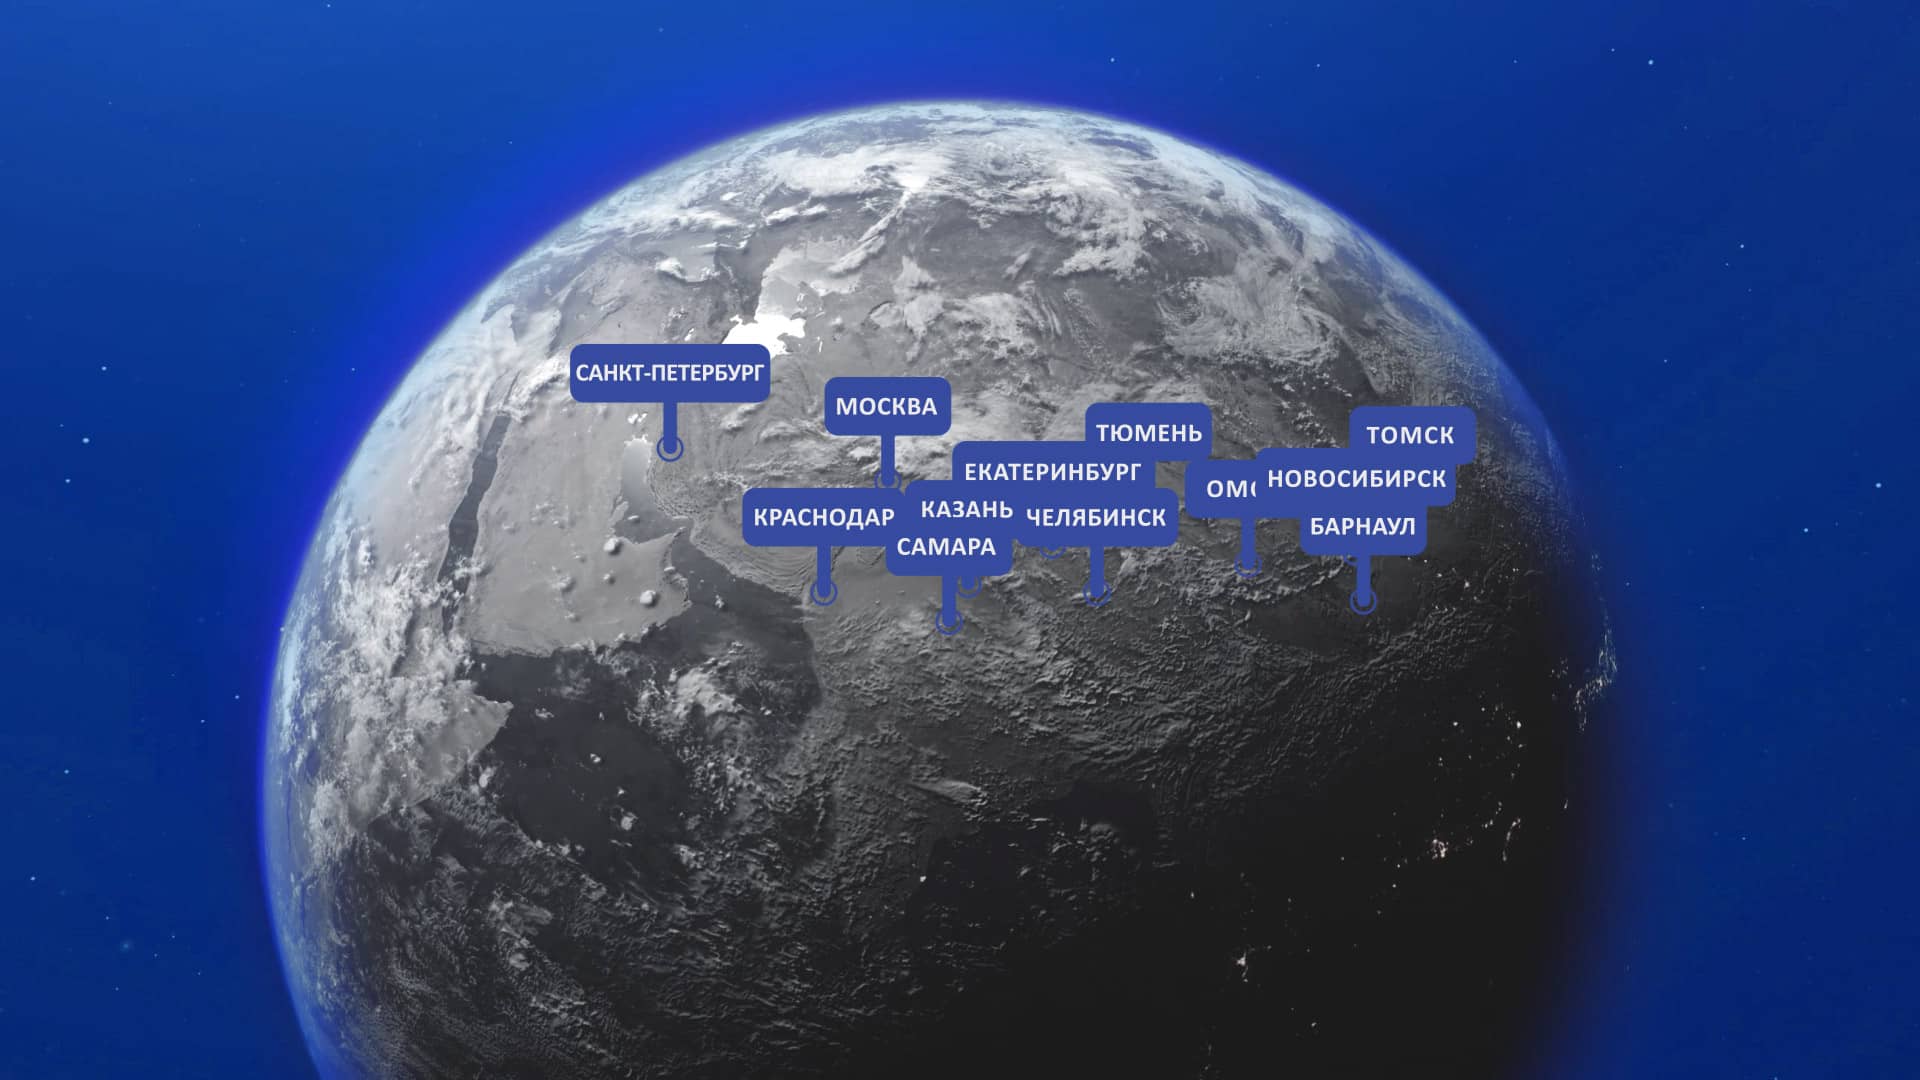 САНКТ-ПЕТЕРБУРГ
МОСКВА
ТЮМЕНЬ
ТОМСК
ЕКАТЕРИНБУРГ
НОВОСИБИРСК
КРАСНОДАР
КАЗАНЬ
ЧЕЛЯБИНСК
БАРНАУЛ
САМАРА